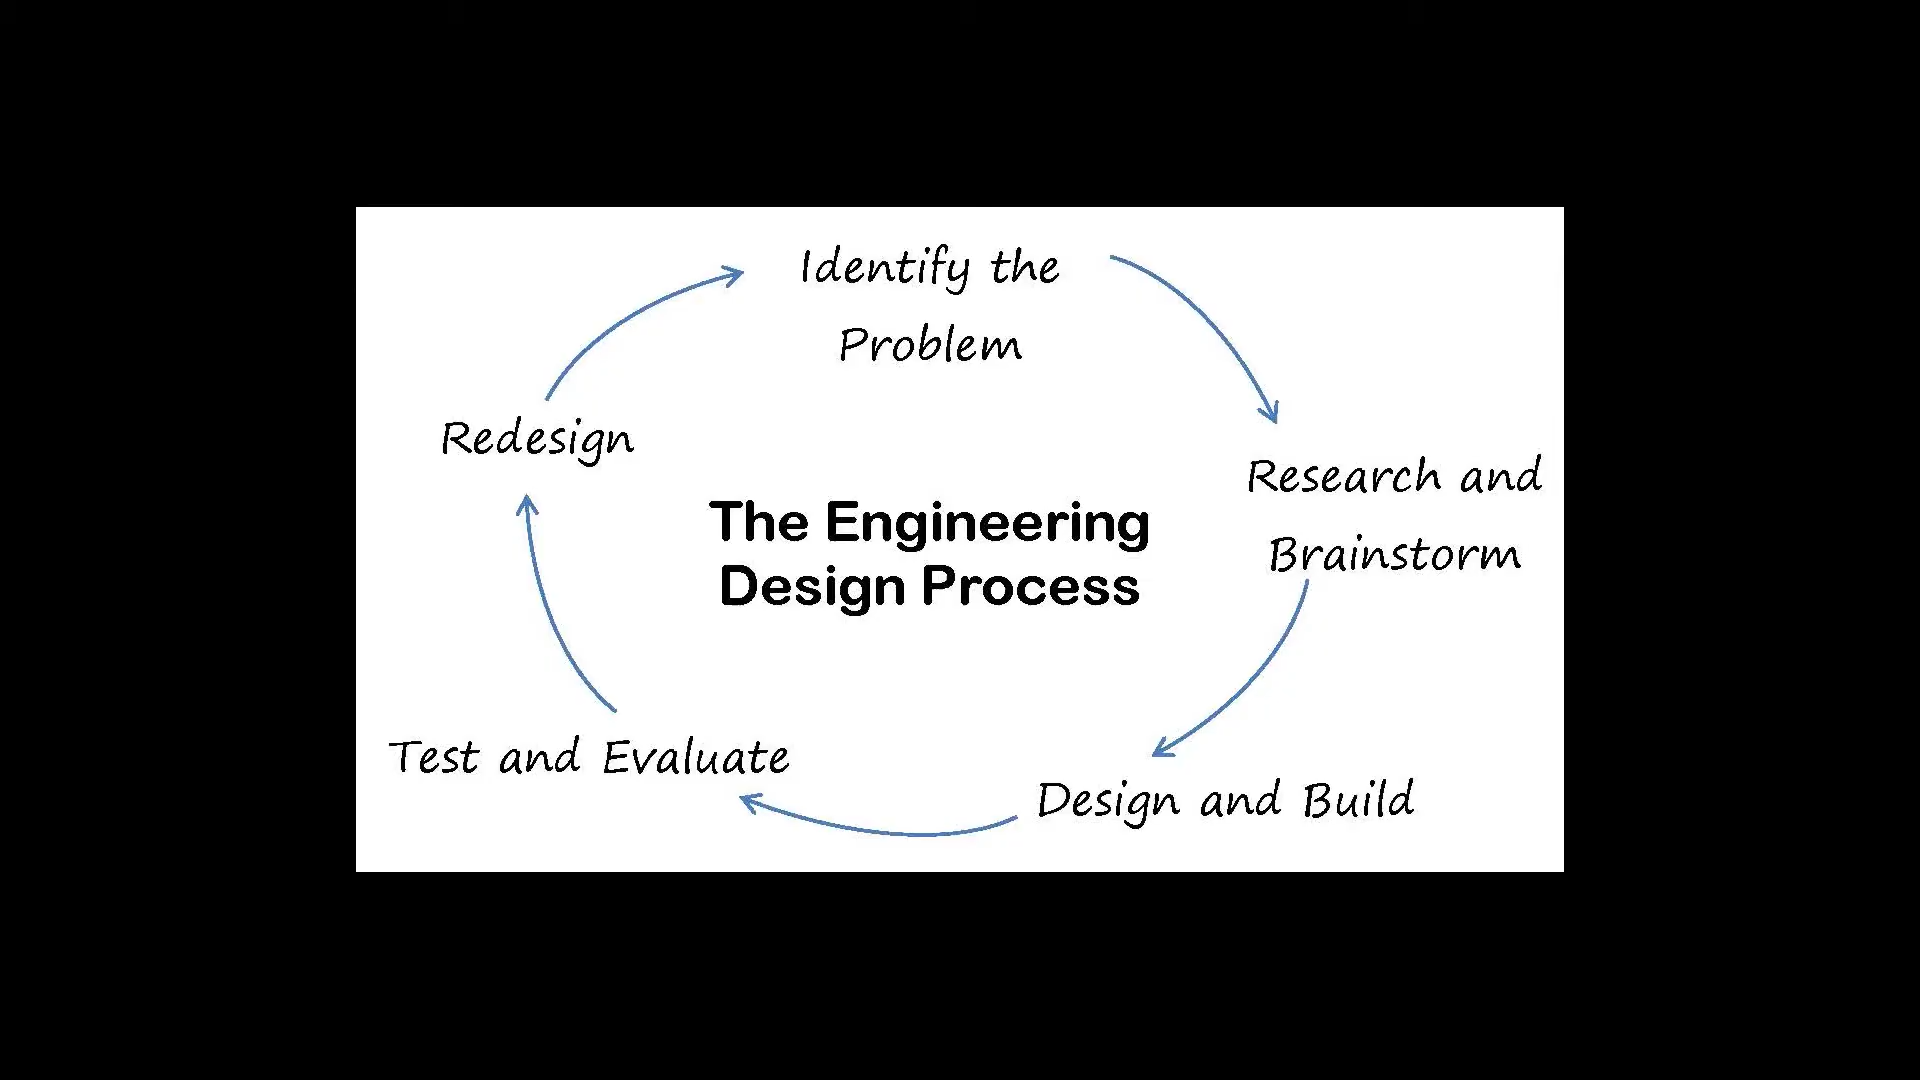 Identify the
Problem
Research and
Brainstorm
Design and Build
Test and Evaluate
Redesign
The Engineering
Design Process